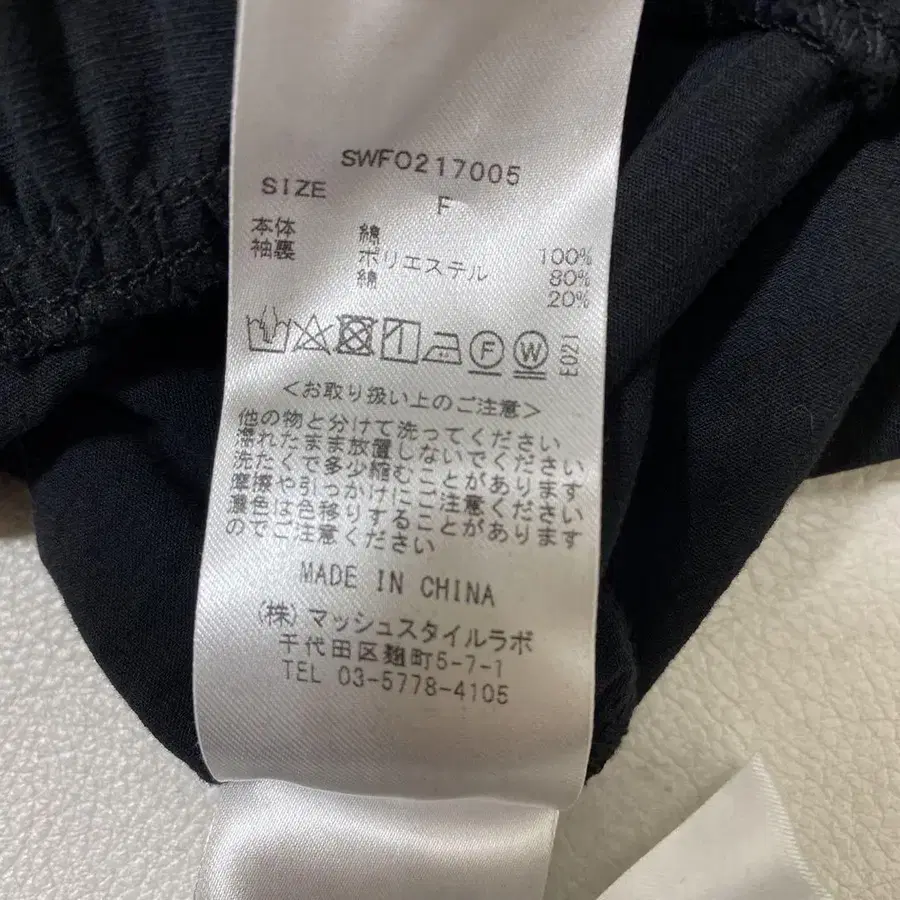 SWFO217005
SIZE F
本体 綿 100%
袖裏 ポリエステル 80%
綿 20%
F W E021
＜お取り扱い上のご注意＞
他の物と分けて洗ってください
濡れたまま放置しないでください
洗たくで多少縮むことがあります
摩擦や引っかけにご注意ください
濃色は色移りすることがあります
のでご注意ください
MADE IN CHINA
(株)マッシュスタイルラボ
千代田区麹町5-7-1
TEL 03-5778-4105